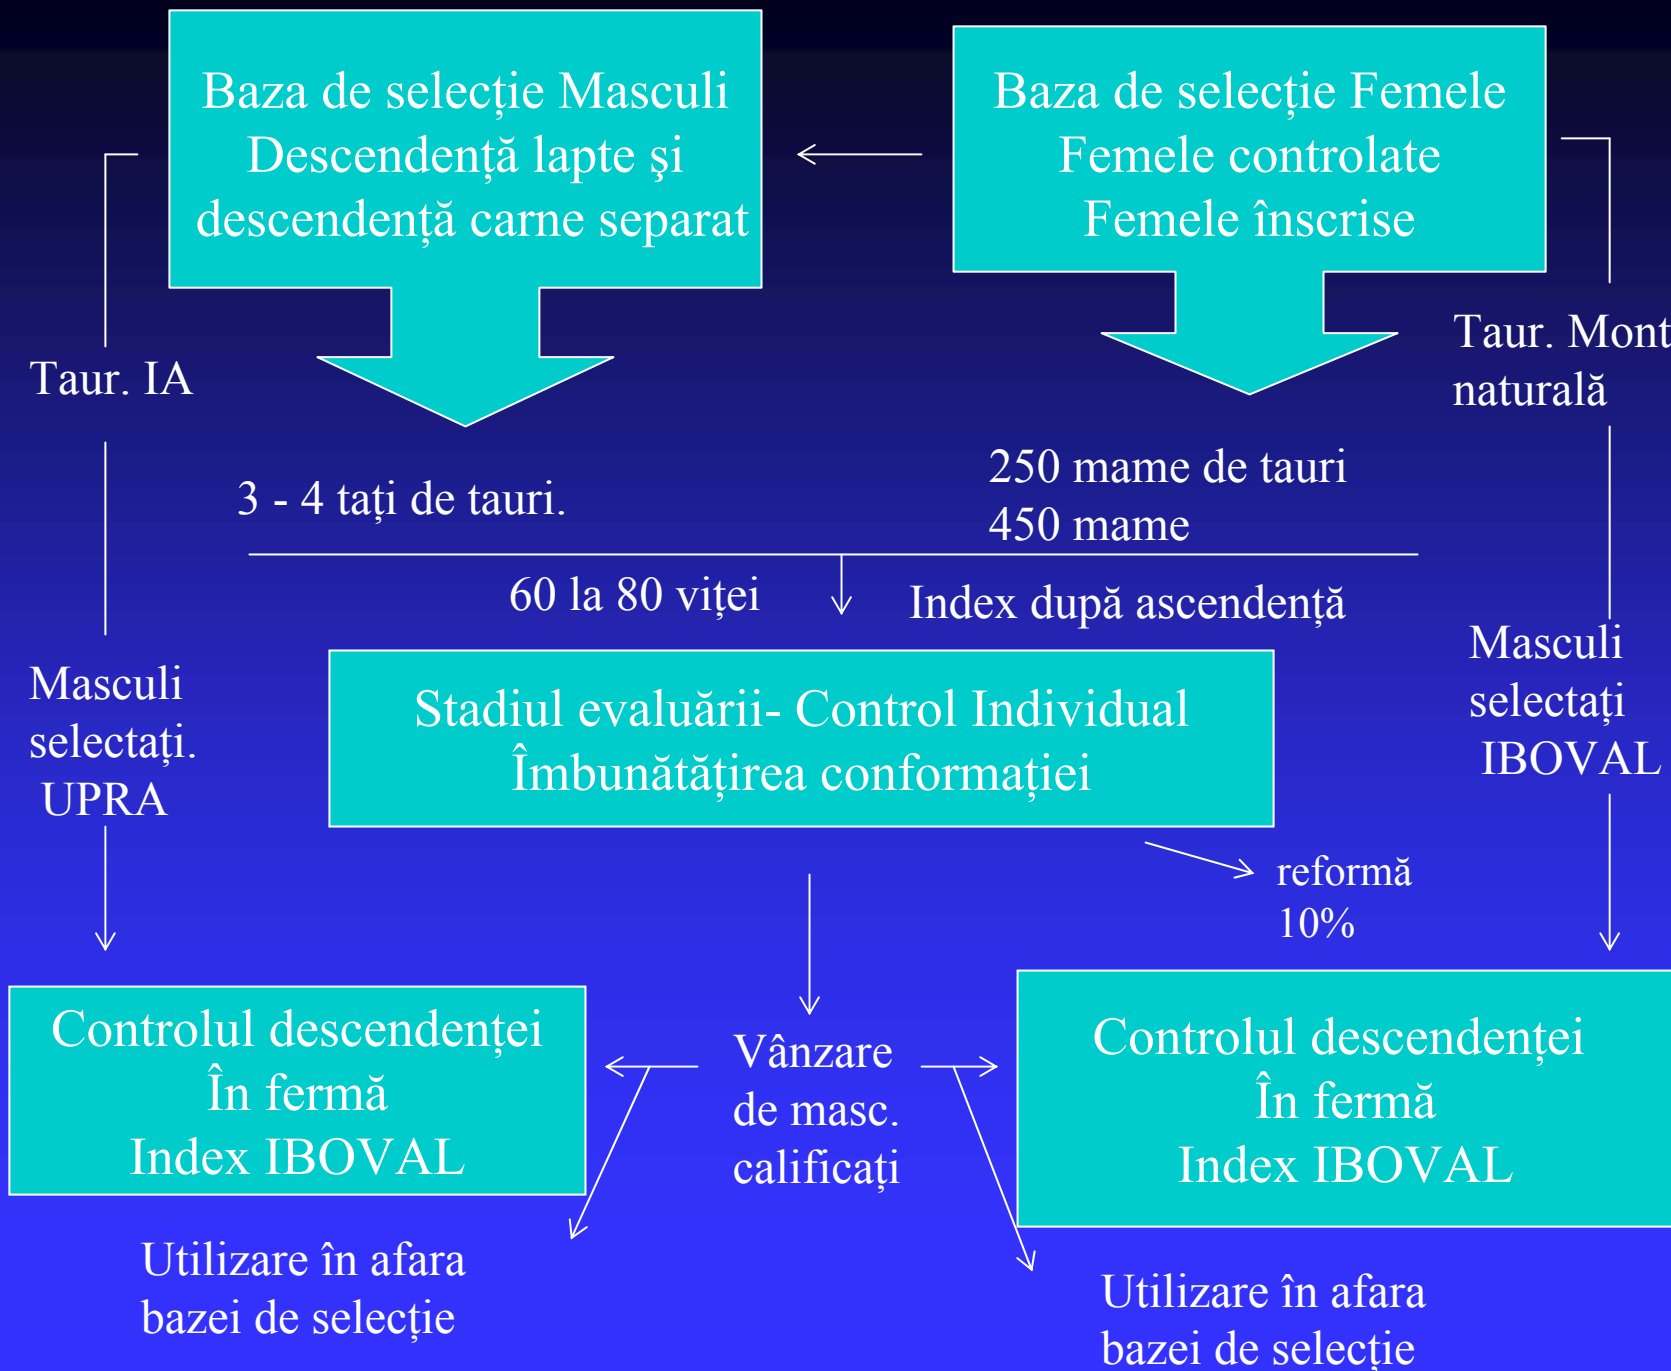 Baza de selecție Masculi
Descendență lapte şi
descendență carne separat
Baza de selecție Femele
Femele controlate
Femele înscrise
Taur. IA
Taur. Mont
naturală
3 - 4 tați de tauri.
250 mame de tauri
450 mame
60 la 80 viței
Index după ascendență
Masculi
selectați.
UPRA
Stadiul evaluării- Control Individual
Îmbunătățirea conformației
Masculi
selectați
IBOVAL
reformă
10%
Controlul descendenței
În fermă
Index IBOVAL
Vânzare
de masc.
calificați
Controlul descendenței
În fermă
Index IBOVAL
Utilizare în afara
bazei de selecție
Utilizare în afara
bazei de selecție